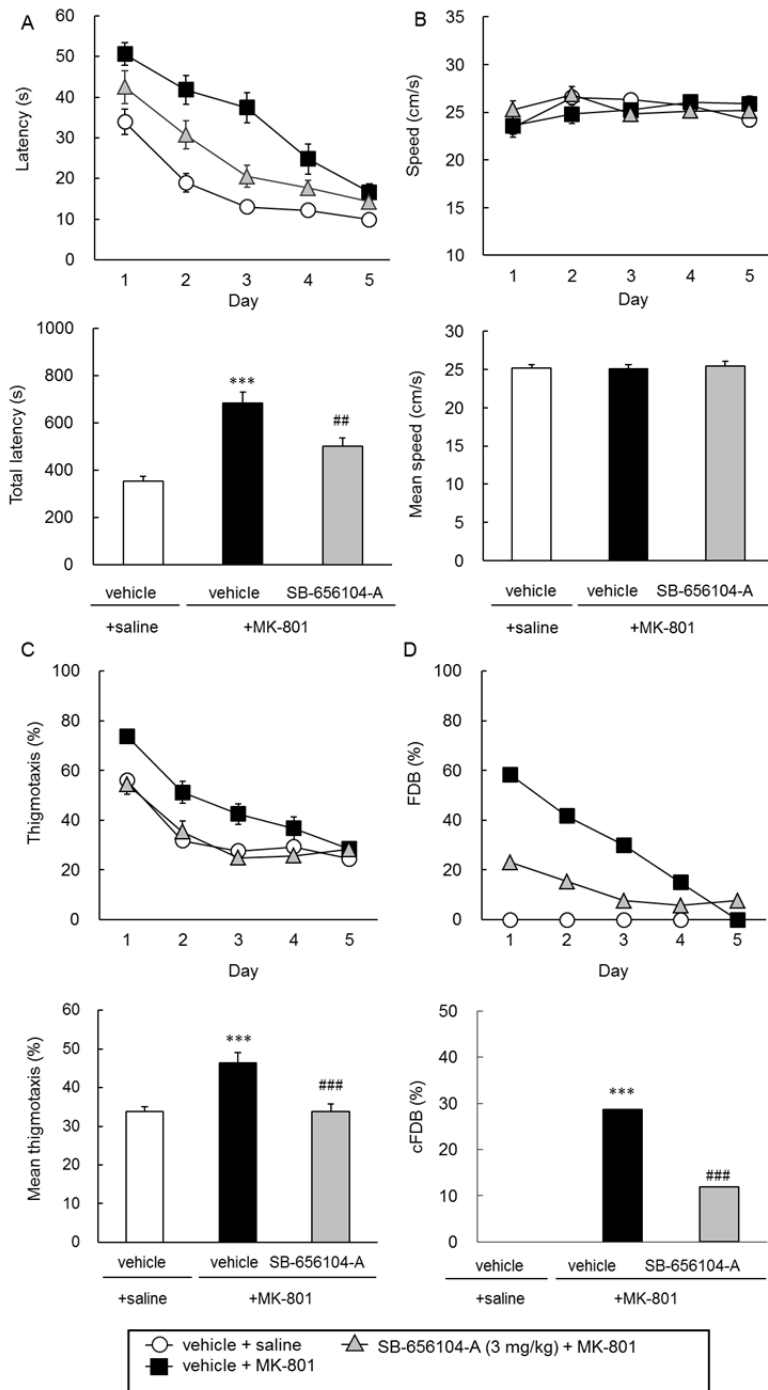 A
Latency (s)
60
50
40
30
20
10
0
1 2 3 4 5
Day
B
Speed (cm/s)
35
30
25
20
15
10
1 2 3 4 5
Day
Total latency (s)
1000
800
600
400
200
0
***
##
vehicle vehicle SB-656104-A
+saline +MK-801
Mean speed (cm/s)
30
25
20
15
10
5
0
vehicle vehicle SB-656104-A
+saline +MK-801
C
Thigmotaxis (%)
100
80
60
40
20
0
1 2 3 4 5
Day
D
FDB (%)
100
80
60
40
20
0
1 2 3 4 5
Day
Mean thigmotaxis (%)
60
50
40
30
20
10
0
***
###
vehicle vehicle SB-656104-A
+saline +MK-801
cFDB (%)
50
40
30
20
10
0
***
###
vehicle vehicle SB-656104-A
+saline +MK-801
vehicle + saline SB-656104-A (3 mg/kg) + MK-801
vehicle + MK-801